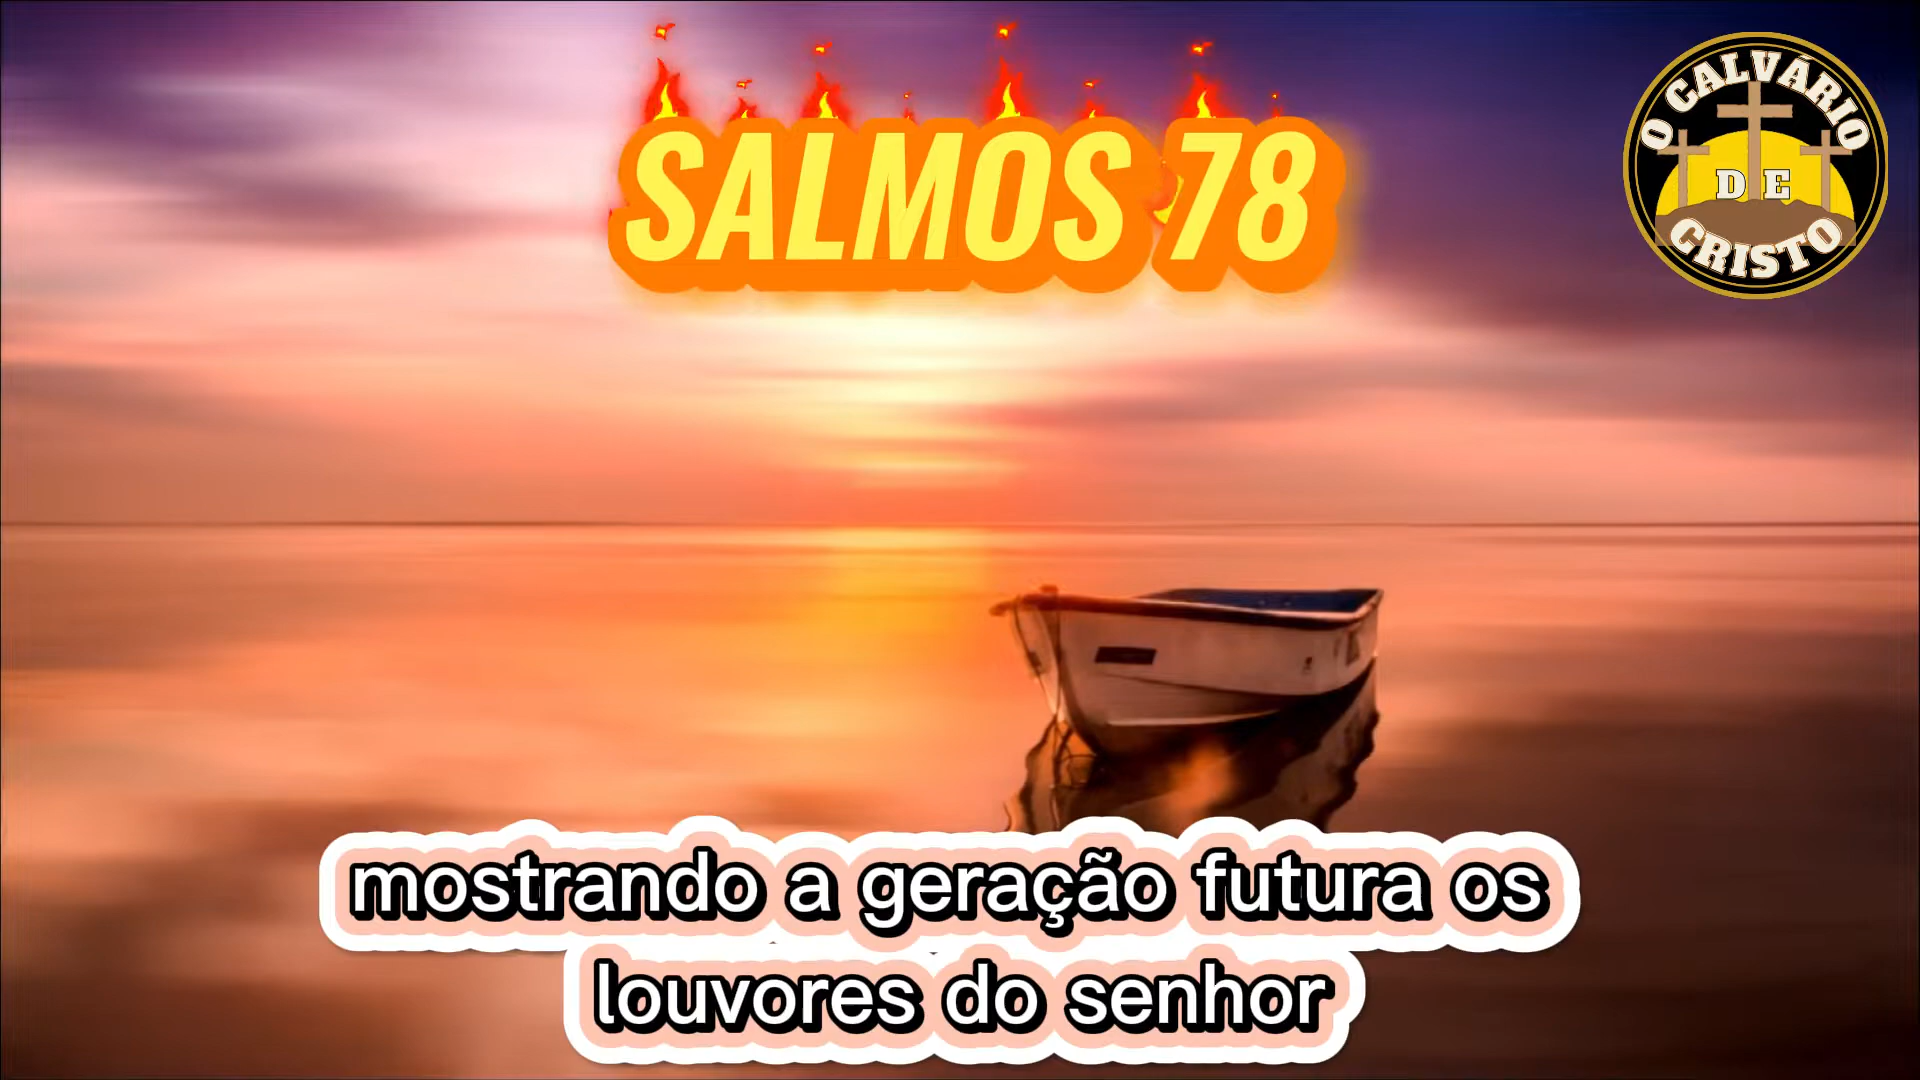 SALMOS 78
O CALVÁRIO
DE
CRISTO
mostrando a geração futura os
louvores do senhor